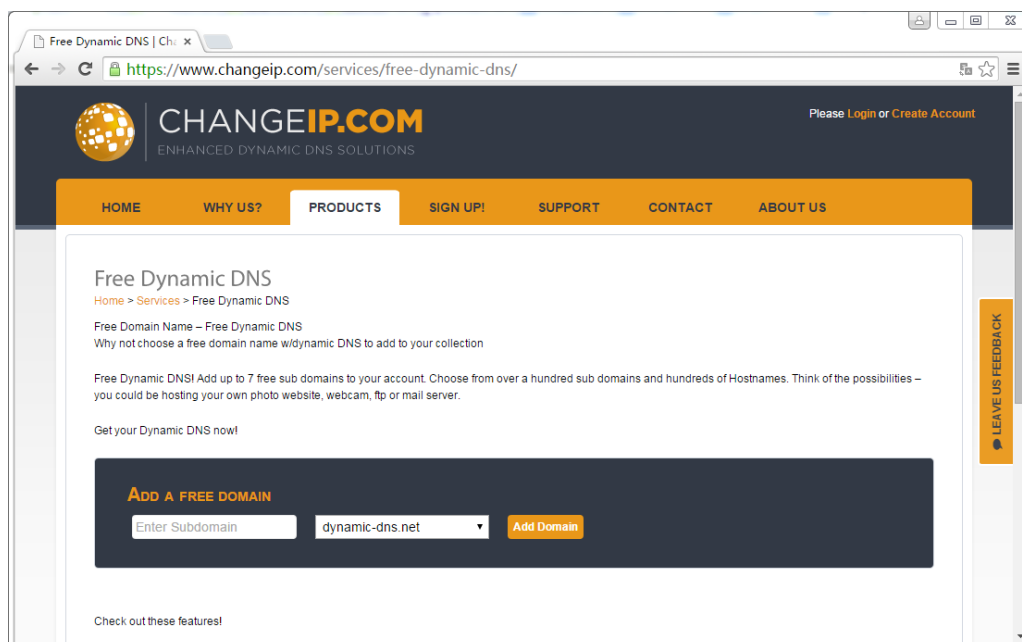 Free Dynamic DNS | Cha
https://www.changeip.com/services/free-dynamic-dns/
CHANGEIP.COM
ENHANCED DYNAMIC DNS SOLUTIONS
Please Login or Create Account
HOME WHY US? PRODUCTS SIGN UP! SUPPORT CONTACT ABOUT US
Free Dynamic DNS
Home > Services > Free Dynamic DNS
Free Domain Name – Free Dynamic DNS
Why not choose a free domain name w/dynamic DNS to add to your collection
Free Dynamic DNS! Add up to 7 free sub domains to your account. Choose from over a hundred sub domains and hundreds of Hostnames. Think of the possibilities –
you could be hosting your own photo website, webcam, ftp or mail server.
Get your Dynamic DNS now!
ADD A FREE DOMAIN
Enter Subdomain dynamic-dns.net Add Domain
Check out these features!
LEAVE US FEEDBACK